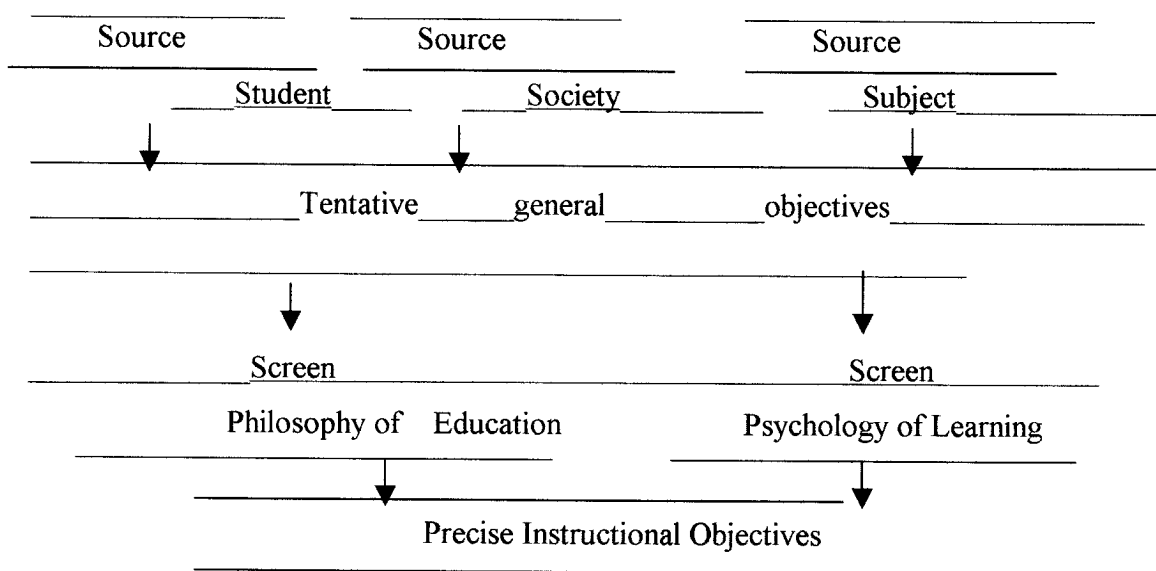 Source Source Source
Student Society Subject
Tentative general objectives
Screen Screen
Philosophy of Education Psychology of Learning
Precise Instructional Objectives